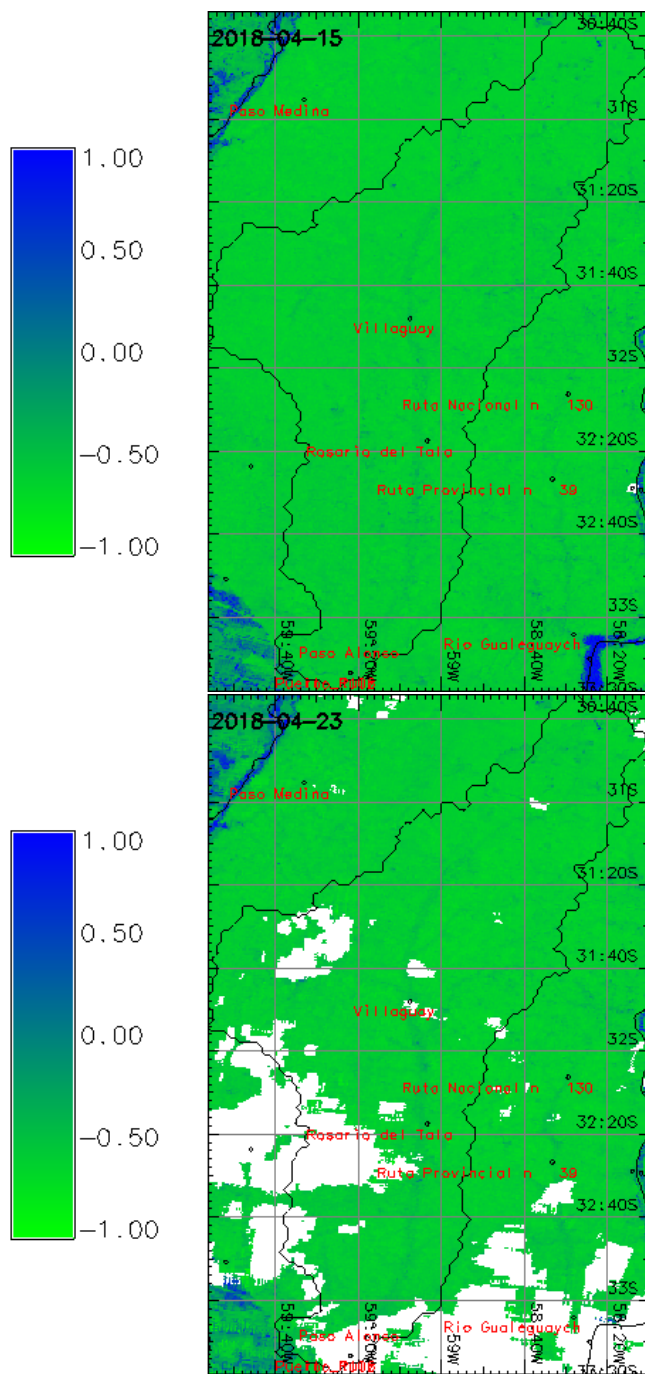 2018-04-15
30:40S
Paso Medina
31S
31:20S
31:40S
Villaguay
32S
Ruta Nacional n 130
32:20S
Rosario del Tala
Ruta Provincial n 39
32:40S
33S
Rio Gualeguaych
Paso Alonso
59:40W
59:20W
59W
58:40W
58:20W
Puerto Ruiz
1.00
0.50
0.00
-0.50
-1.00
2018-04-23
30:40S
Paso Medina
31S
31:20S
31:40S
Villaguay
32S
Ruta Nacional n 130
32:20S
Rosario del Tala
Ruta Provincial n 39
32:40S
33S
Rio Gualeguaych
Paso Alonso
59:40W
59:20W
59W
58:40W
58:20W
Puerto Ruiz
1.00
0.50
0.00
-0.50
-1.00